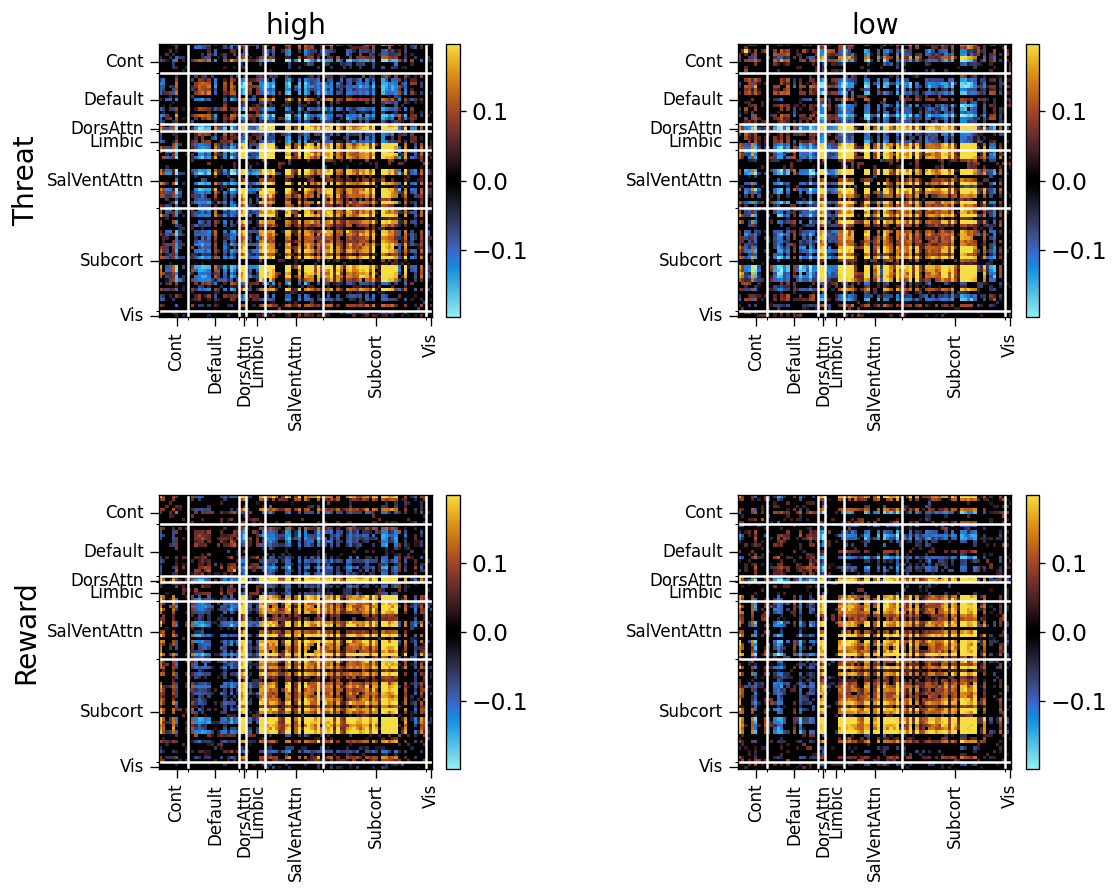 high
low
Threat
Cont
Default
DorsAttn
Limbic
SalVentAttn
Subcort
Vis
0.1
0.0
−0.1
Cont
Default
DorsAttn
Limbic
SalVentAttn
Subcort
Vis
Cont
Default
DorsAttn
Limbic
SalVentAttn
Subcort
Vis
0.1
0.0
−0.1
Cont
Default
DorsAttn
Limbic
SalVentAttn
Subcort
Vis
Reward
Cont
Default
DorsAttn
Limbic
SalVentAttn
Subcort
Vis
0.1
0.0
−0.1
Cont
Default
DorsAttn
Limbic
SalVentAttn
Subcort
Vis
Cont
Default
DorsAttn
Limbic
SalVentAttn
Subcort
Vis
0.1
0.0
−0.1
Cont
Default
DorsAttn
Limbic
SalVentAttn
Subcort
Vis